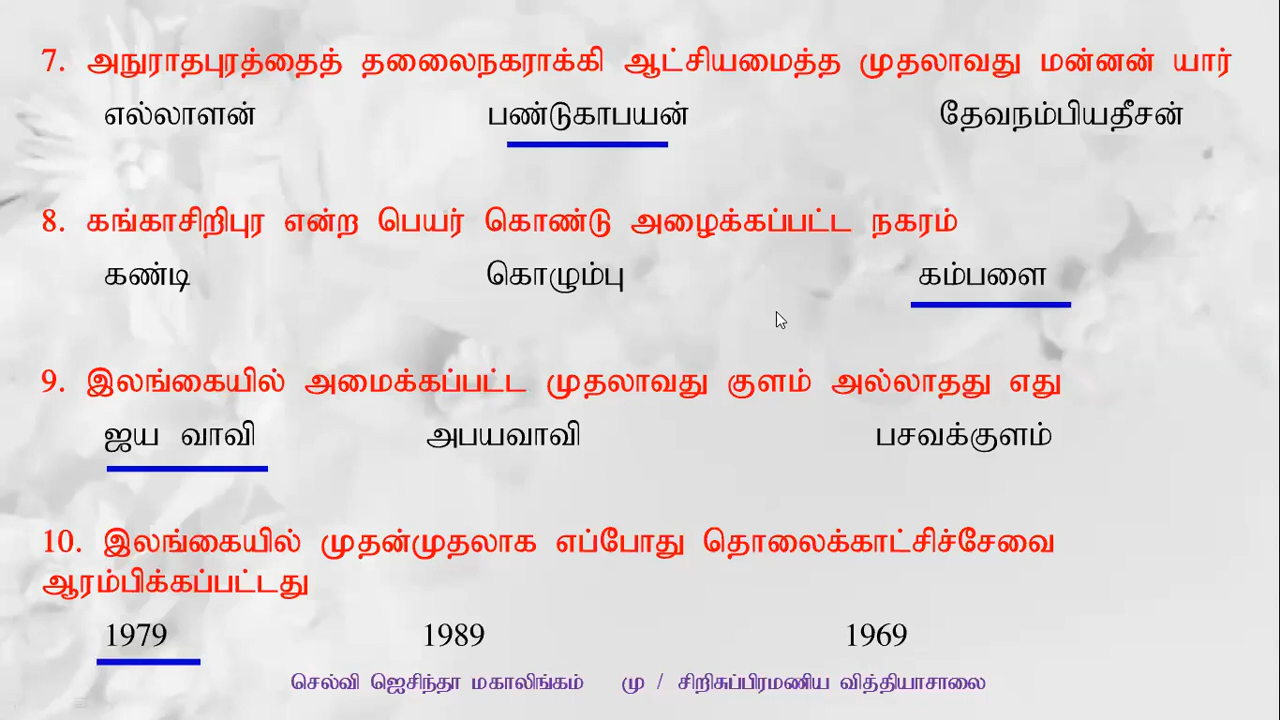 7. அநுராதபுரத்தைத் தலைநகராக்கி ஆட்சியமைத்த முதலாவது மன்னன் யார்
எல்லாளன் பண்டுகாபயன் தேவநம்பியதீசன்
8. கங்காசிறிபுர என்ற பெயர் கொண்டு அழைக்கப்பட்ட நகரம்
கண்டி கொழும்பு கம்பளை
9. இலங்கையில் அமைக்கப்பட்ட முதலாவது குளம் அல்லாதது எது
ஜய வாவி அபயவாவி பசவக்குளம்
10. இலங்கையில் முதன்முதலாக எப்போது தொலைக்காட்சிச்சேவை
ஆரம்பிக்கப்பட்டது
1979 1989 1969
செல்வி ஜெசிந்தா மகாலிங்கம் மு / சிறிசுப்பிரமணிய வித்தியாசாலை